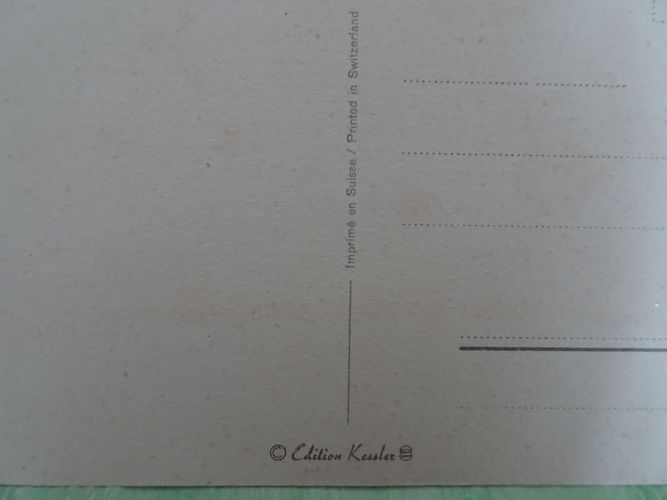 Imprimé en Suisse / Printed in Switzerland
© Edition Kessler